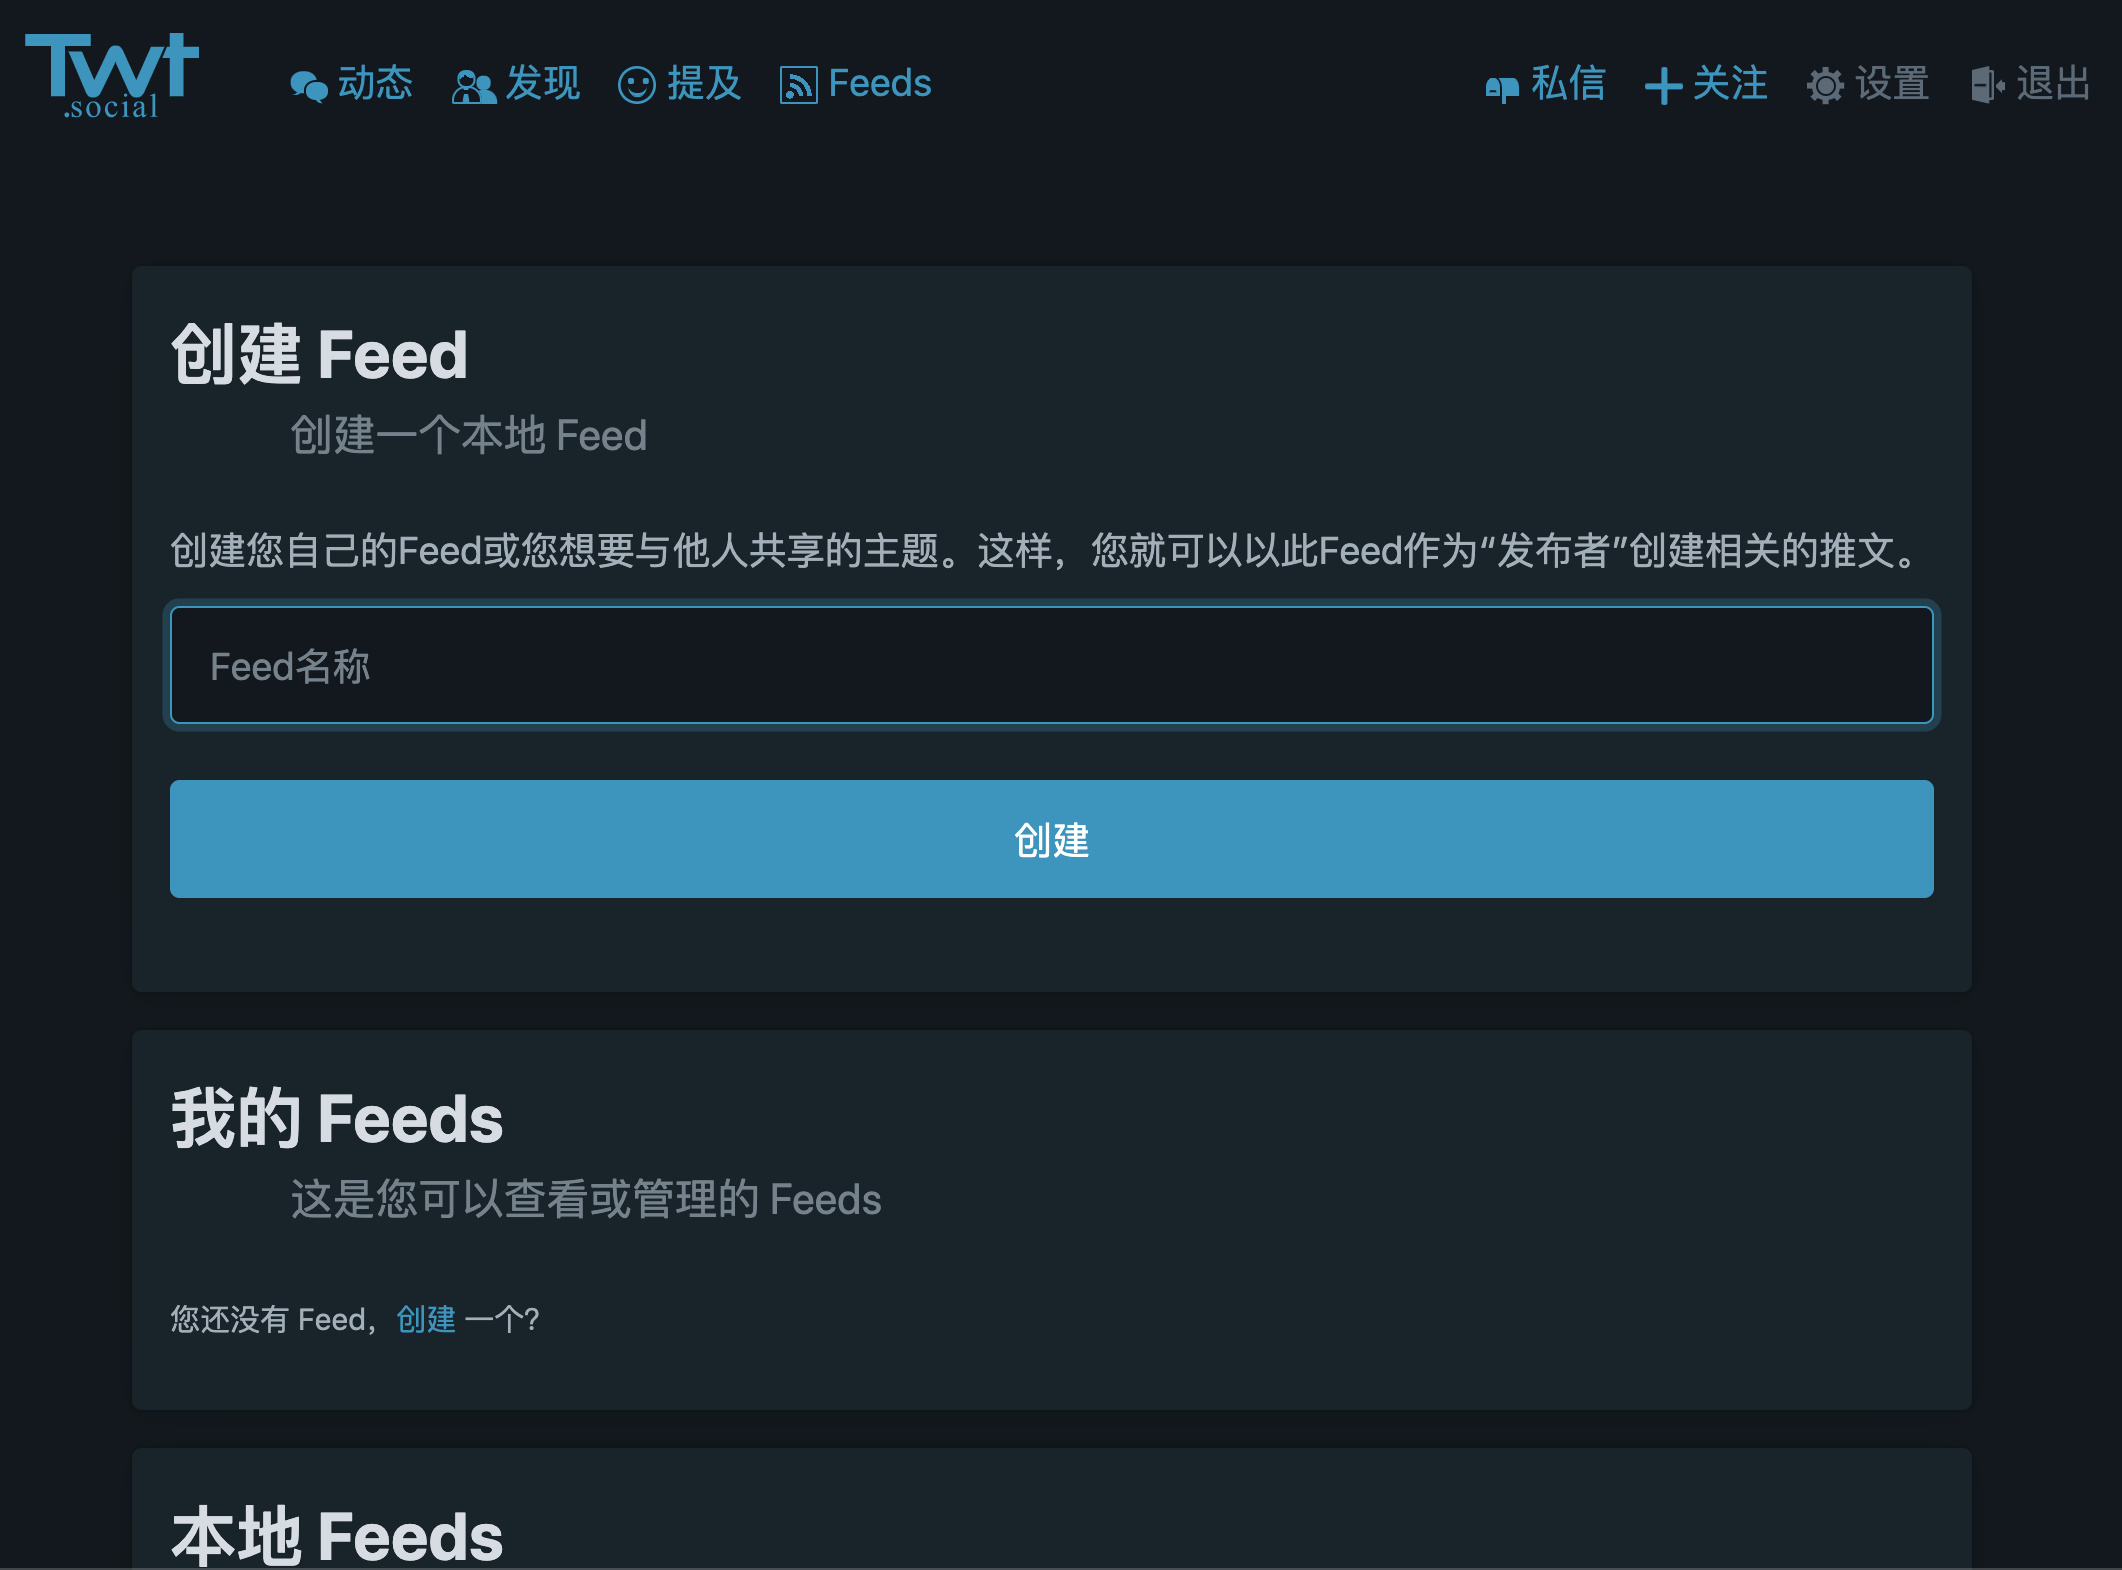 Twt
.social
动态 发现 提及 Feeds 私信 关注 设置 退出
创建 Feed
创建一个本地 Feed
创建您自己的Feed或您想要与他人共享的主题。这样，您就可以以此Feed作为“发布者”创建相关的推文。
Feed名称
创建
我的 Feeds
这是您可以查看或管理的 Feeds
您还没有 Feed，创建 一个?
本地 Feeds